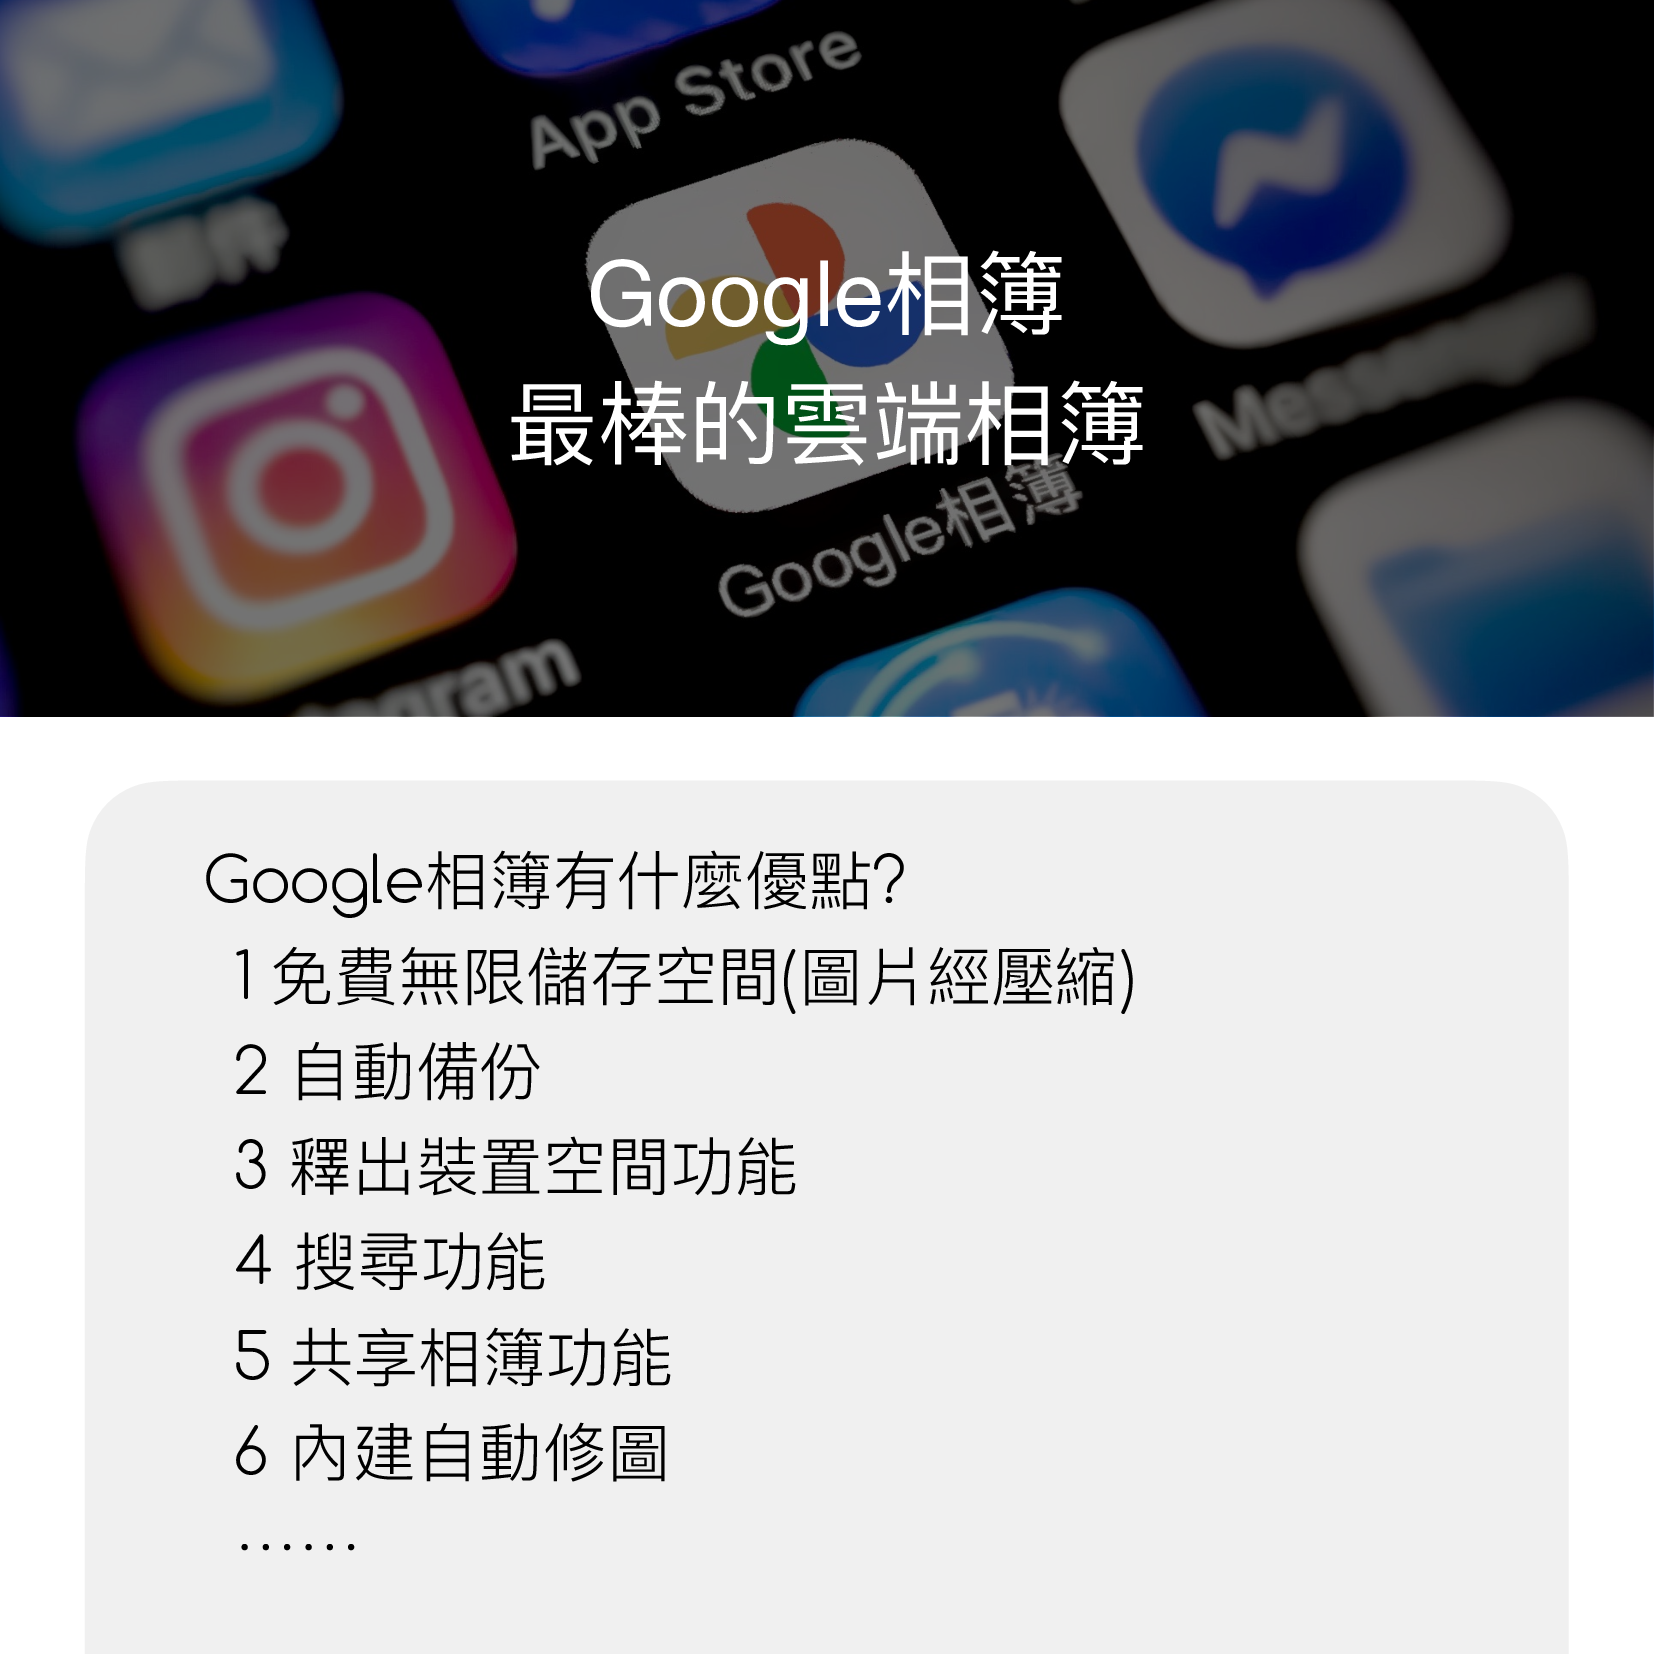 App Store
郵件
Google相簿
最棒的雲端相簿
Google相簿
Messenger
Instagram
Google相簿有什麼優點?
1 免費無限儲存空間(圖片經壓縮)
2 自動備份
3 釋出裝置空間功能
4 搜尋功能
5 共享相簿功能
6 內建自動修圖
……